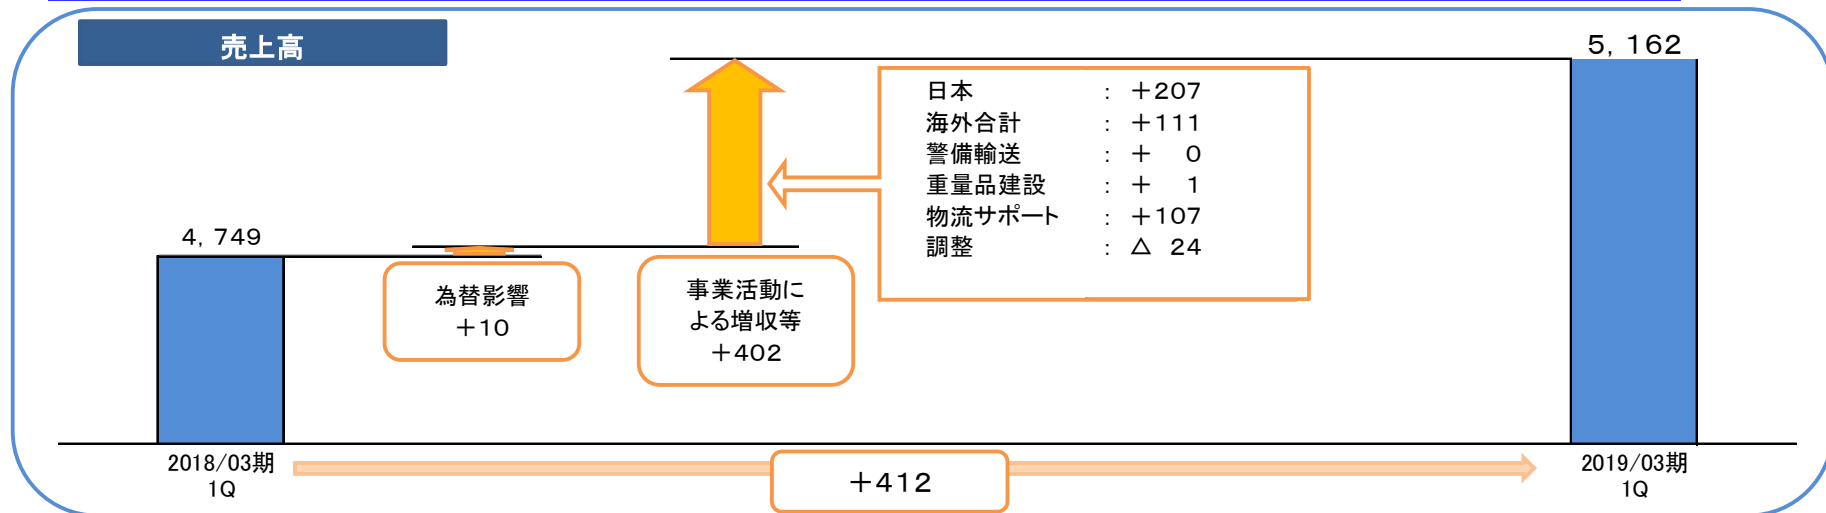 売上高
5,162
日本 : +207
海外合計 : +111
警備輸送 : + 0
重量品建設 : + 1
物流サポート : +107
調整 : △ 24
4,749
為替影響
+10
事業活動に
よる増収等
+402
2018/03期
1Q
+412
2019/03期
1Q